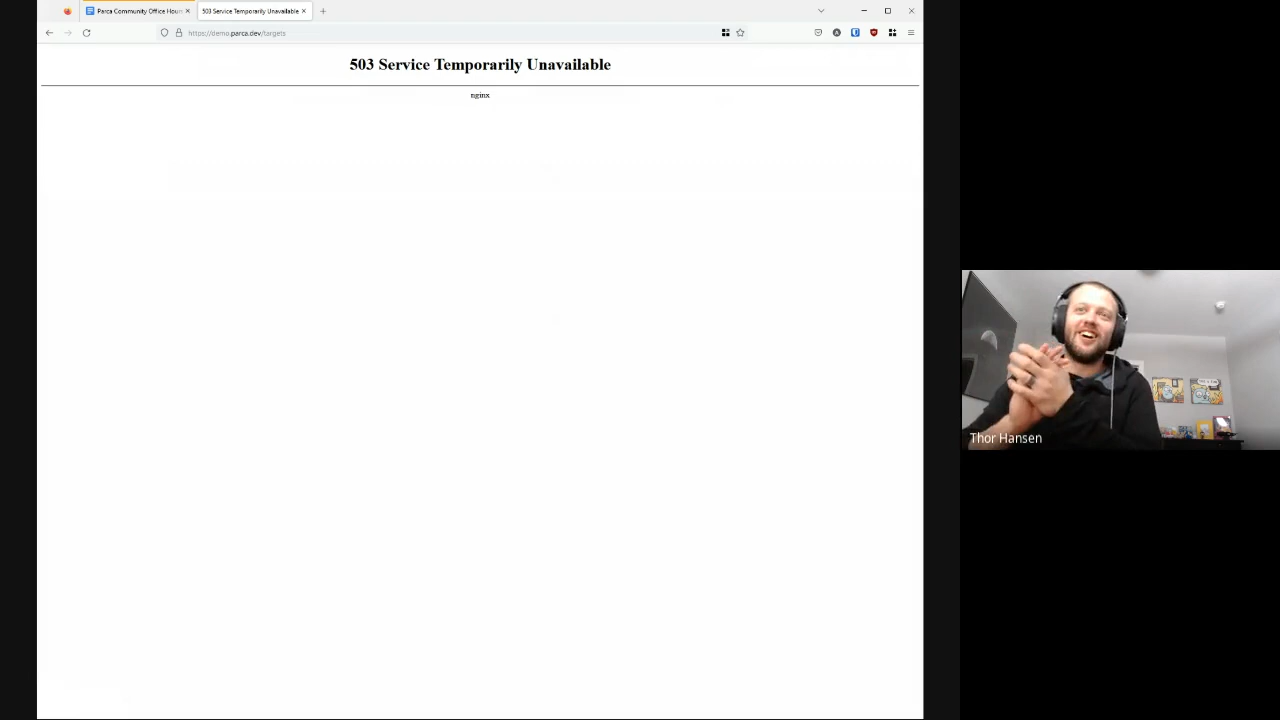 Parca Community Office Hours
503 Service Temporarily Unavailable
https://demo.parca.dev/targets
503 Service Temporarily Unavailable
nginx
Thor Hansen